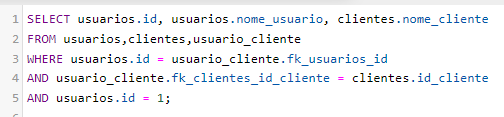 1 SELECT usuarios.id, usuarios.nome_usuario, clientes.nome_cliente
2 FROM usuarios,clientes,usuario_cliente
3 WHERE usuarios.id = usuario_cliente.fk_usuarios_id
4 AND usuario_cliente.fk_clientes_id_cliente = clientes.id_cliente
5 AND usuarios.id = 1;